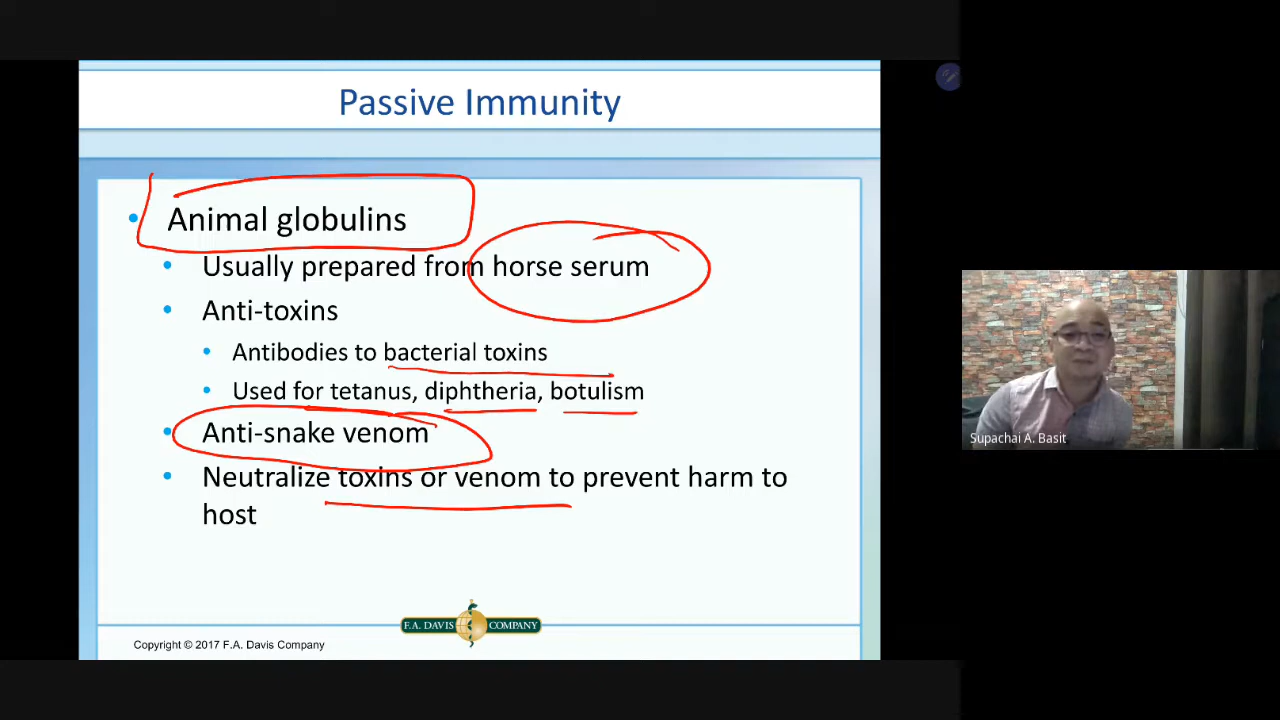 Passive Immunity
• Animal globulins
• Usually prepared from horse serum
• Anti-toxins
• Antibodies to bacterial toxins
• Used for tetanus, diphtheria, botulism
• Anti-snake venom
• Neutralize toxins or venom to prevent harm to
host
F.A. DAVIS COMPANY
Copyright © 2017 F.A. Davis Company
Supachai A. Basit